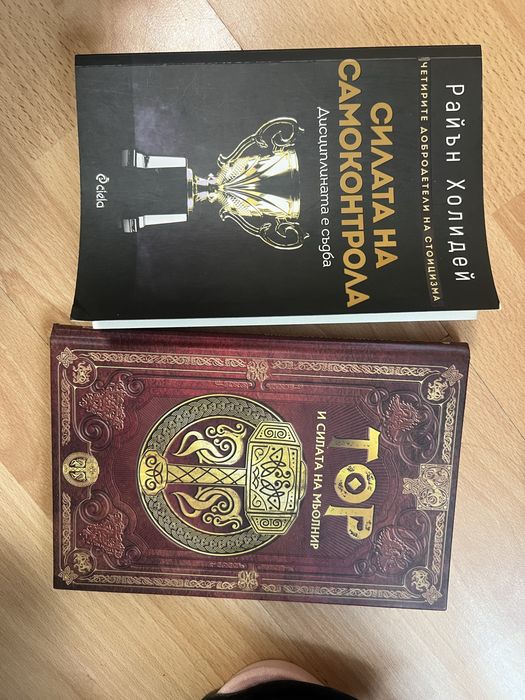 Райън Холидей
ЧЕТИРИТЕ ДОБРОДЕТЕЛИ НА СТОИЦИЗМА
СИЛАТА НА
САМОКОНТРОЛА
Дисциплината е съдба
ciela
ТОР
И СИЛАТА НА МЬОЛНИР